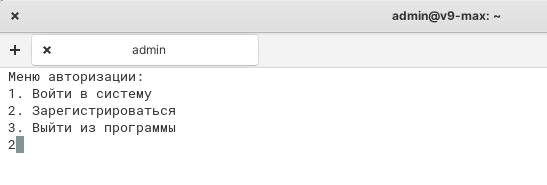 admin@v9-max: ~
admin
Меню авторизации:
1. Войти в систему
2. Зарегистрироваться
3. Выйти из программы
2